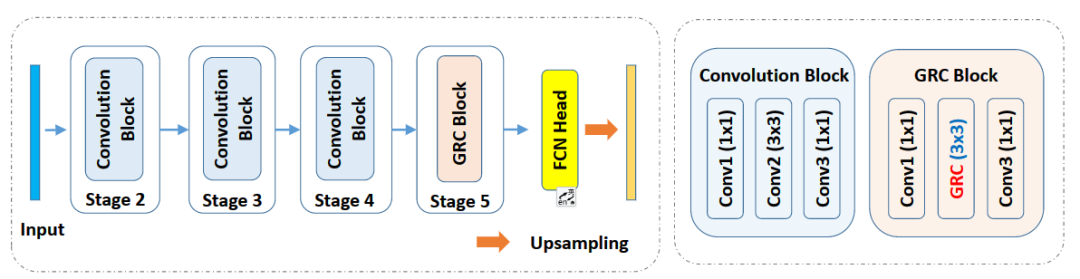 Convolution
Block
Stage 2
Convolution
Block
Stage 3
Convolution
Block
Stage 4
GRC Block
Stage 5
FCN Head
Input
Upsampling
Convolution Block
Conv1 (1x1)
Conv2 (3x3)
Conv3 (1x1)
GRC Block
Conv1 (1x1)
GRC (3x3)
Conv3 (1x1)